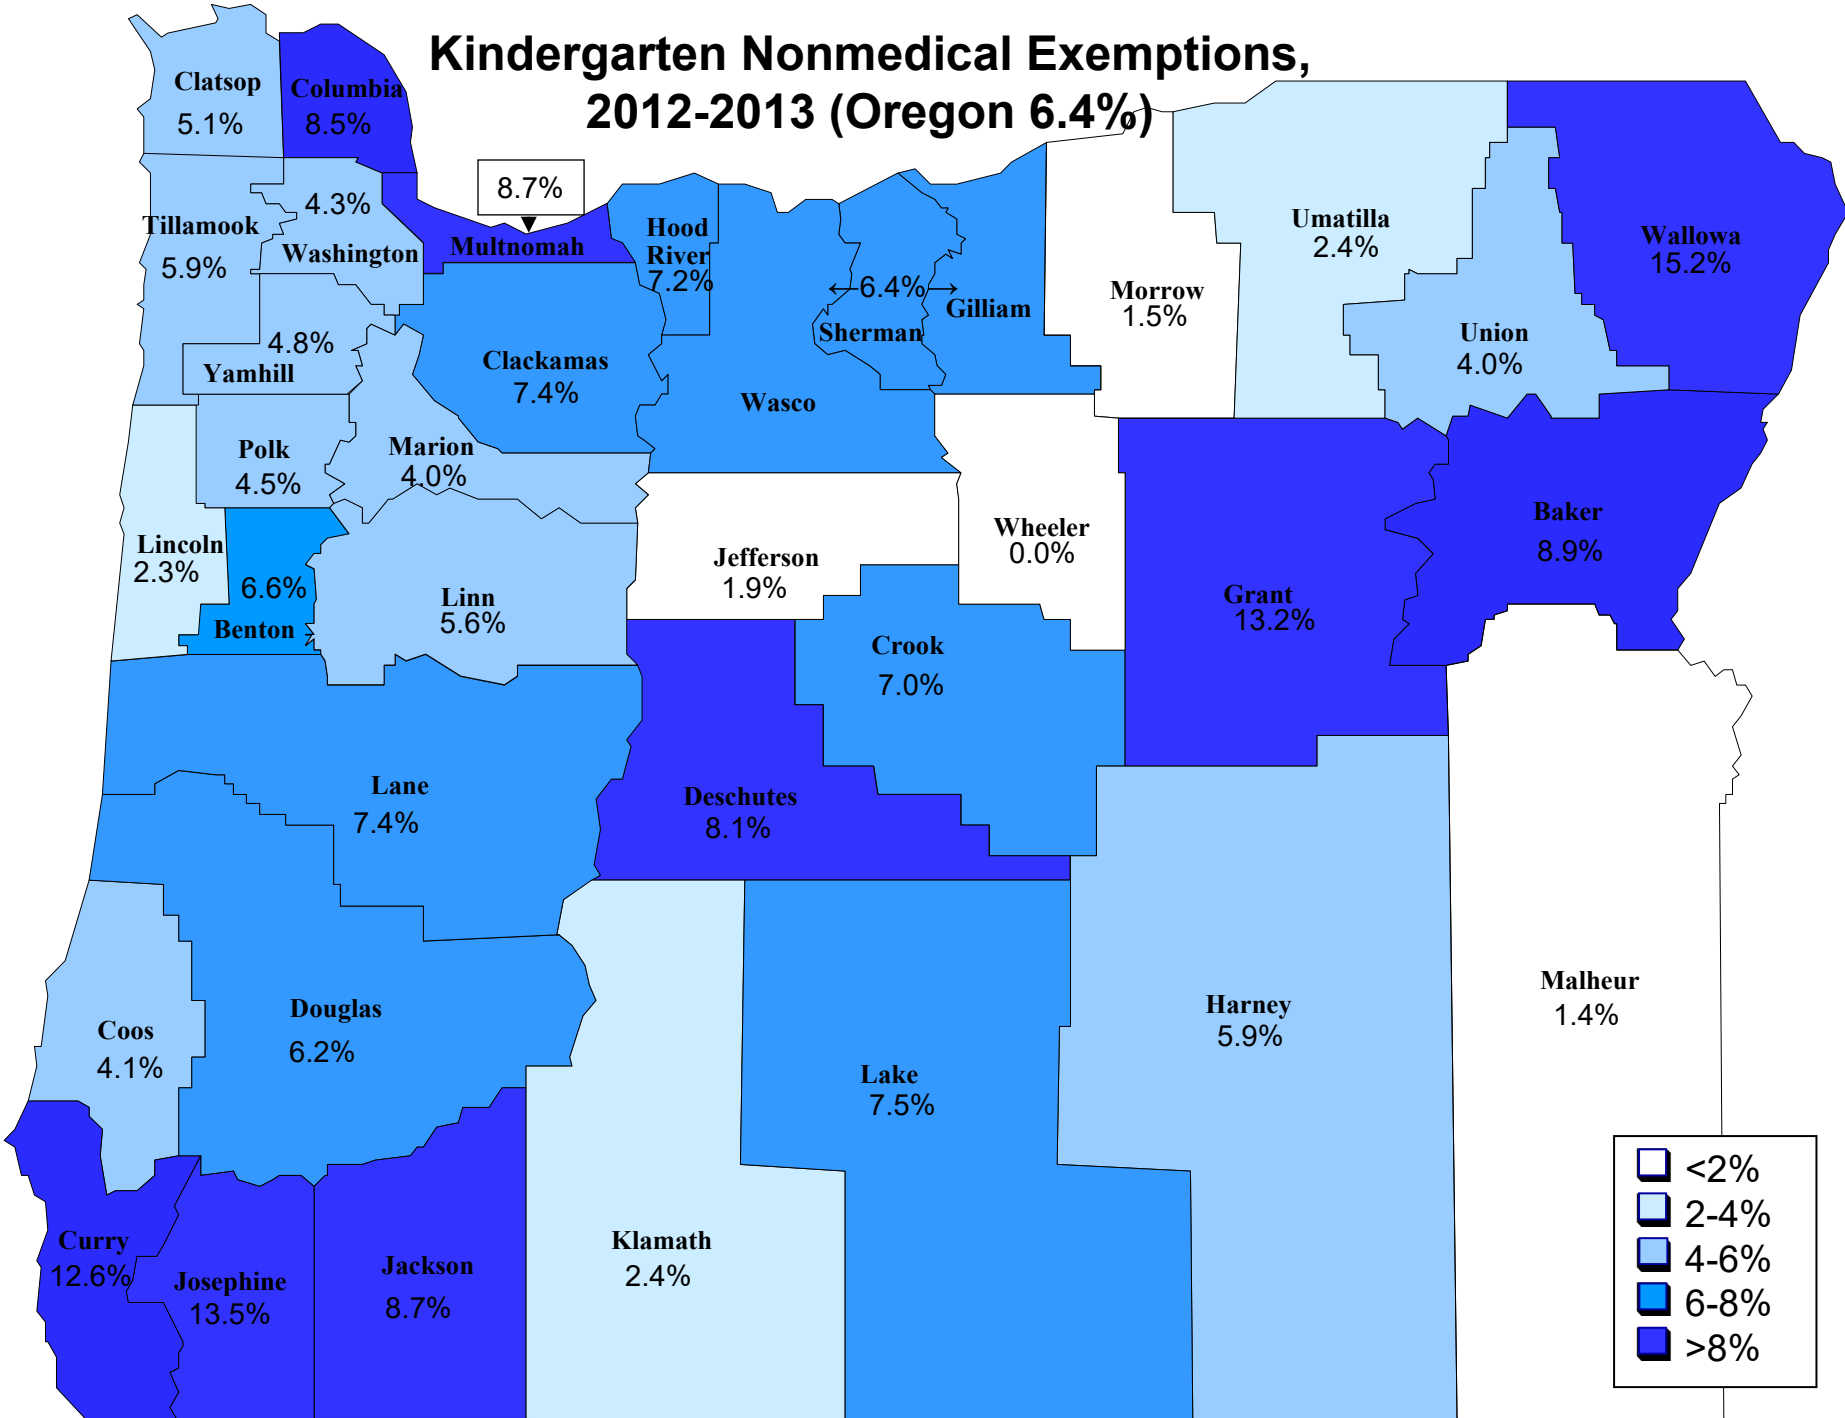 Kindergarten Nonmedical Exemptions,
2012-2013 (Oregon 6.4%)
Clatsop
5.1%
Columbia
8.5%
8.7%
Multnomah
Tillamook
5.9%
4.3%
Washington
Hood
River
7.2%
6.4%
Sherman
Gilliam
Morrow
1.5%
Umatilla
2.4%
Wallowa
15.2%
Union
4.0%
4.8%
Yamhill
Clackamas
7.4%
Wasco
Polk
4.5%
Marion
4.0%
Lincoln
2.3%
6.6%
Benton
Linn
5.6%
Jefferson
1.9%
Wheeler
0.0%
Grant
13.2%
Baker
8.9%
Crook
7.0%
Lane
7.4%
Deschutes
8.1%
Coos
4.1%
Douglas
6.2%
Lake
7.5%
Harney
5.9%
Malheur
1.4%
Curry
12.6%
Josephine
13.5%
Jackson
8.7%
Klamath
2.4%
<2%
2-4%
4-6%
6-8%
>8%